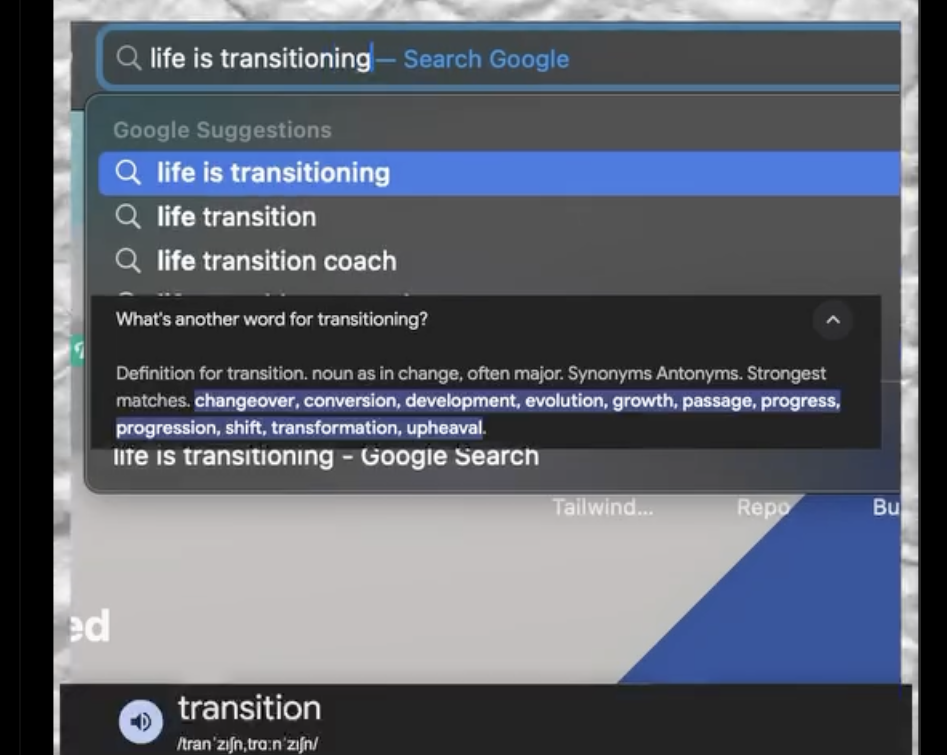 life is transitioning — Search Google
Google Suggestions
life is transitioning
life transition
life transition coach
What's another word for transitioning?
Definition for transition. noun as in change, often major. Synonyms Antonyms. Strongest
matches. changeover, conversion, development, evolution, growth, passage, progress,
progression, shift, transformation, upheaval.
life is transitioning - Google Search
Tailwind... Repo Bu
ed
transition
/tranˈzɪʃn,trɑːnˈzɪʃn/